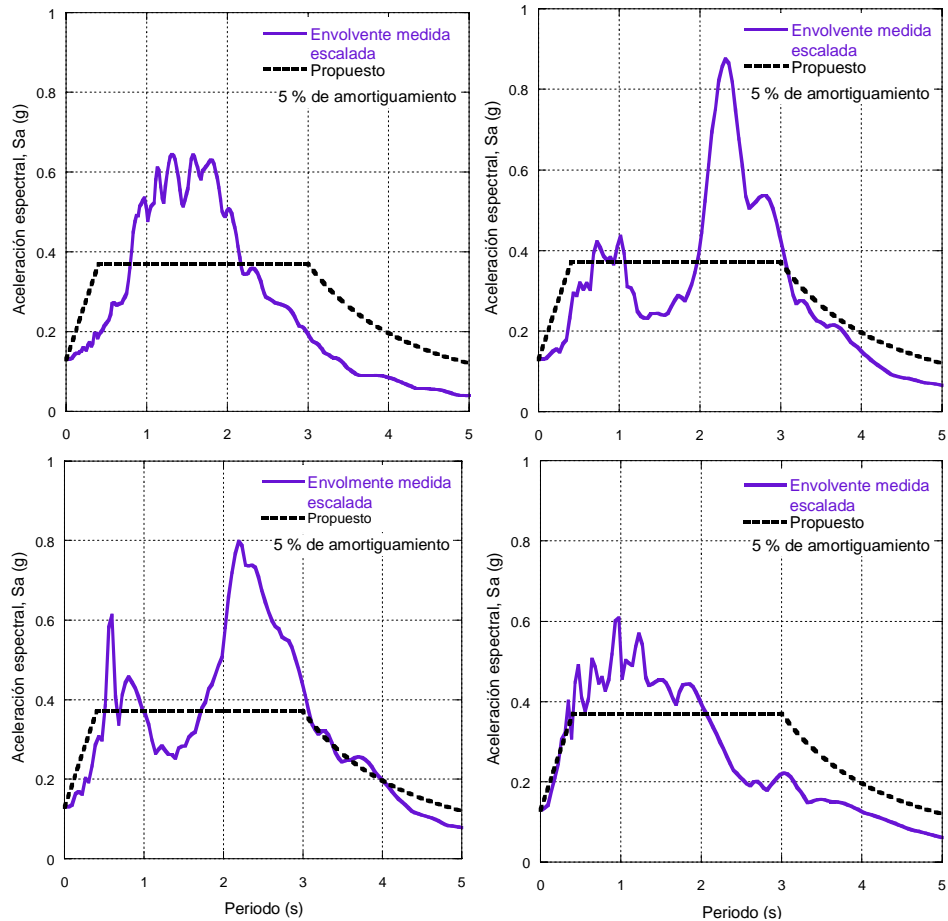 1
0.8
0.6
0.4
0.2
0
Aceleración espectral, Sa (g)
Envolvente medida
escalada
Propuesto
5 % de amortiguamiento
0 1 2 3 4 5
1
0.8
0.6
0.4
0.2
0
Aceleración espectral, Sa (g)
Envolvente medida
escalada
Propuesto
5 % de amortiguamiento
0 1 2 3 4 5
1
0.8
0.6
0.4
0.2
0
Aceleración espectral, Sa (g)
Envolmente medida
escalada
Propuesto
5 % de amortiguamiento
0 1 2 3 4 5
Periodo (s)
1
0.8
0.6
0.4
0.2
0
Aceleración espectral, Sa (g)
Envolvente medida
escalada
Propuesto
5 % de amortiguamiento
0 1 2 3 4 5
Periodo (s)